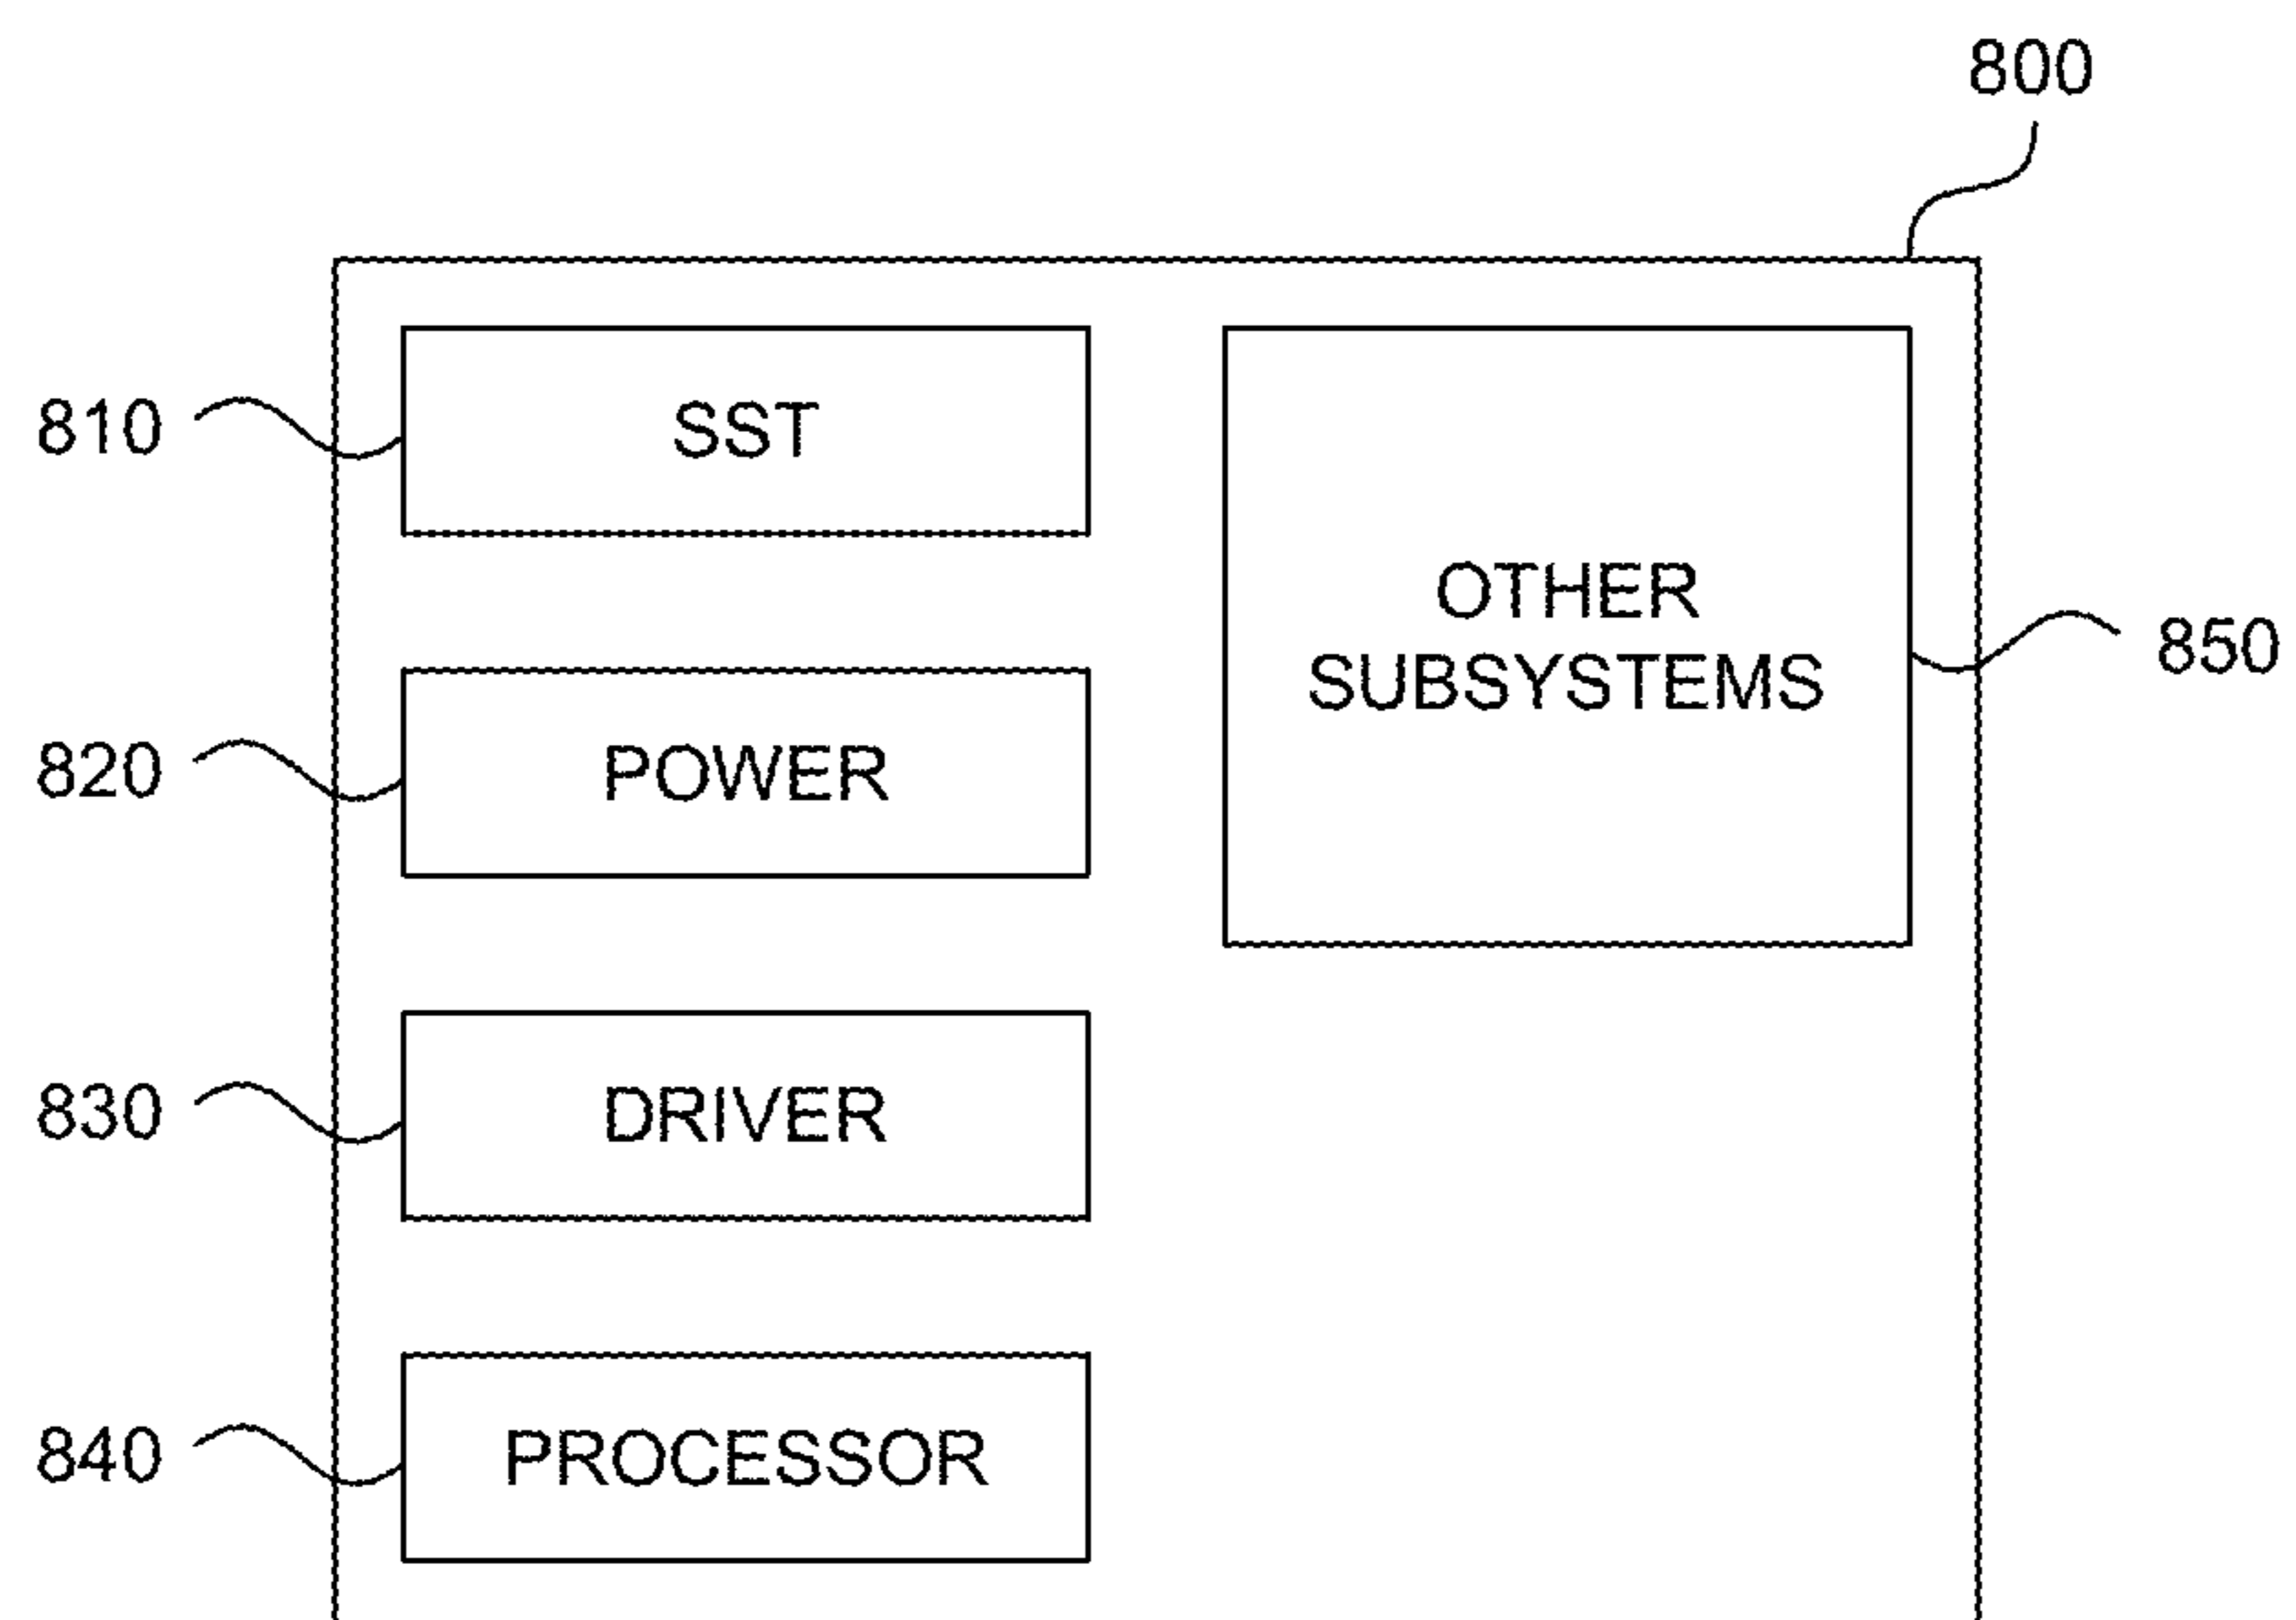 800
810
SST
OTHER
SUBSYSTEMS
850
820
POWER
830
DRIVER
840
PROCESSOR